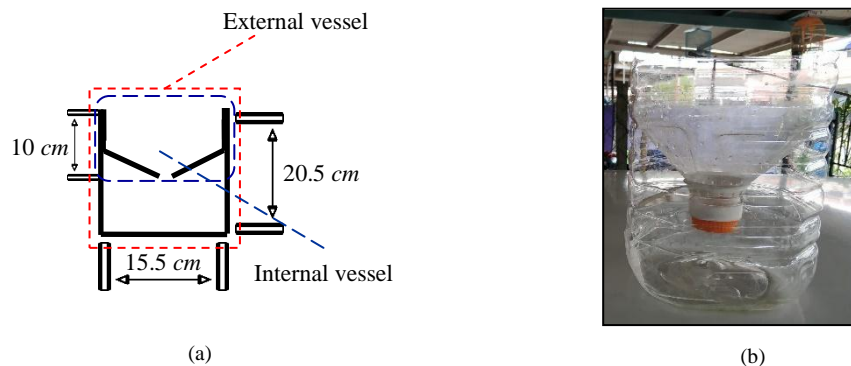 External vessel
10 cm
20.5 cm
15.5 cm
Internal vessel
(a)
(b)